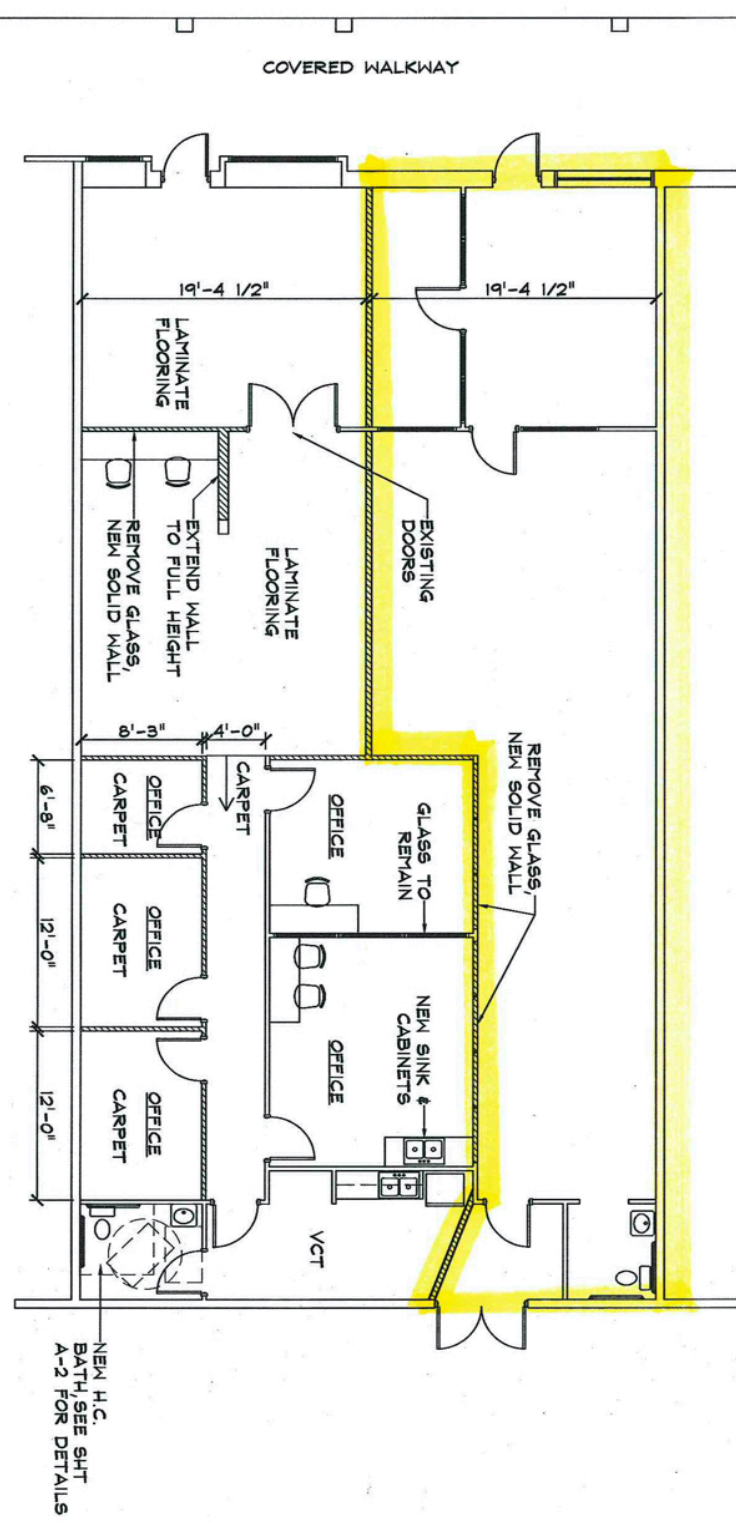 COVERED WALKWAY
19'-4 1/2"
19'-4 1/2"
LAMINATE
FLOORING
EXISTING
DOORS
LAMINATE
FLOORING
EXTEND WALL
TO FULL HEIGHT
REMOVE GLASS,
NEW SOLID WALL
REMOVE GLASS,
NEW SOLID WALL
8'-3"
4'-0"
CARPET
OFFICE
GLASS TO
REMAIN
6'-8"
OFFICE
CARPET
12'-0"
OFFICE
CARPET
NEW SINK &
CABINETS
OFFICE
12'-0"
OFFICE
CARPET
VCT
NEW H.C.
BATH, SEE SHT
A-2 FOR DETAILS